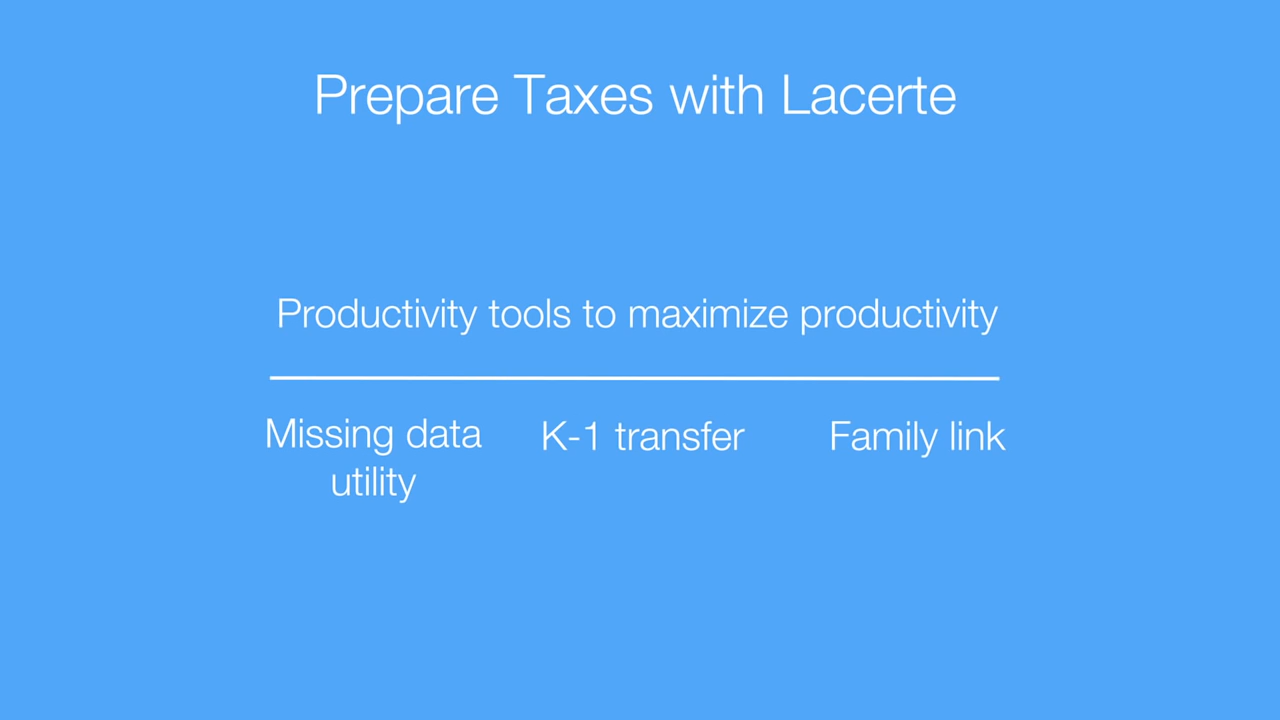 Prepare Taxes with Lacerte
Productivity tools to maximize productivity
Missing data
utility
K-1 transfer
Family link